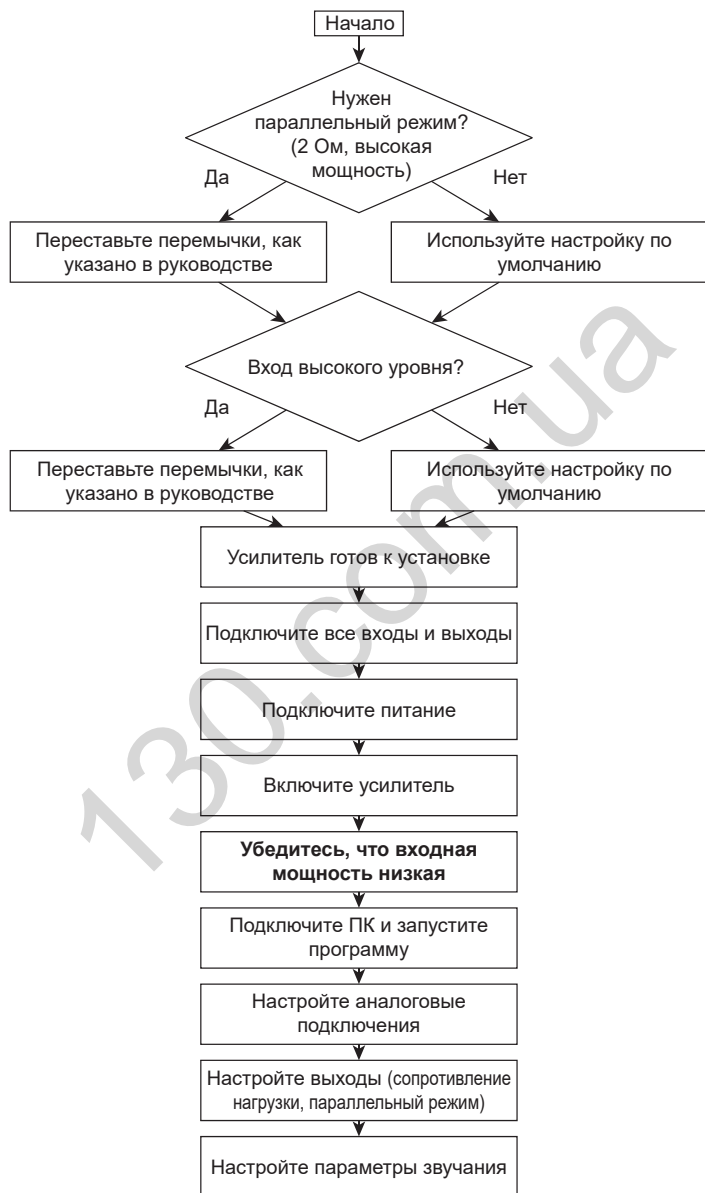 Начало
Нужен
параллельный режим?
(2 Ом, высокая
мощность)
Да
Нет
Переставьте перемычки, как
указано в руководстве
Используйте настройку по
умолчанию
Вход высокого уровня?
Да
Нет
Переставьте перемычки, как
указано в руководстве
Используйте настройку по
умолчанию
Усилитель готов к установке
Подключите все входы и выходы
Подключите питание
Включите усилитель
Убедитесь, что входная
мощность низкая
Подключите ПК и запустите
программу
Настройте аналоговые
подключения
Настройте выходы (сопротивление
нагрузки, параллельный режим)
Настройте параметры звучания
130.com.ua